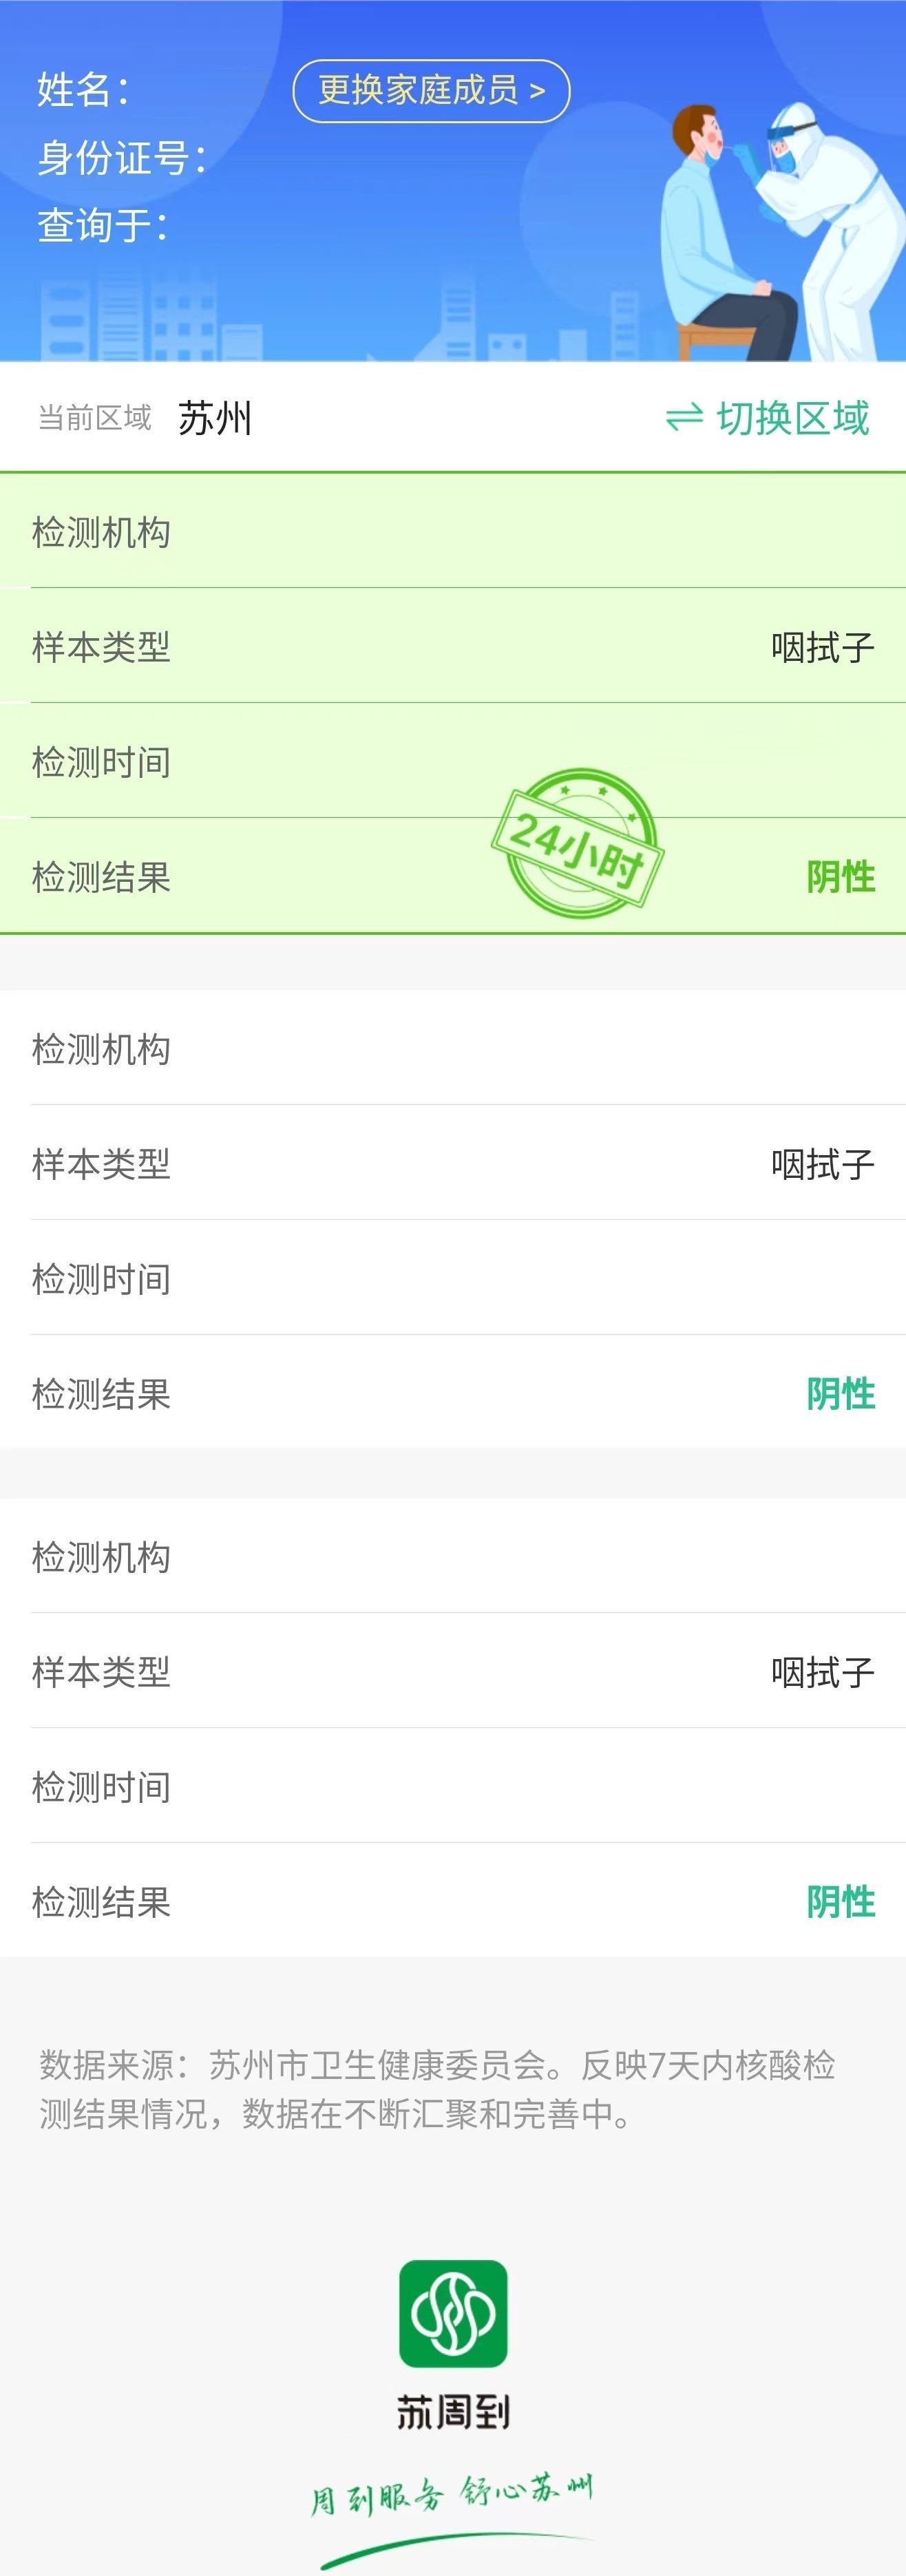 姓名：
更换家庭成员 >
身份证号：
查询于：
当前区域 苏州
切换区域
检测机构
样本类型 咽拭子
检测时间
24小时
检测结果 阴性
检测机构
样本类型 咽拭子
检测时间
检测结果 阴性
检测机构
样本类型 咽拭子
检测时间
检测结果 阴性
数据来源：苏州市卫生健康委员会。反映7天内核酸检
测结果情况，数据在不断汇聚和完善中。
苏周到
周到服务 舒心苏州